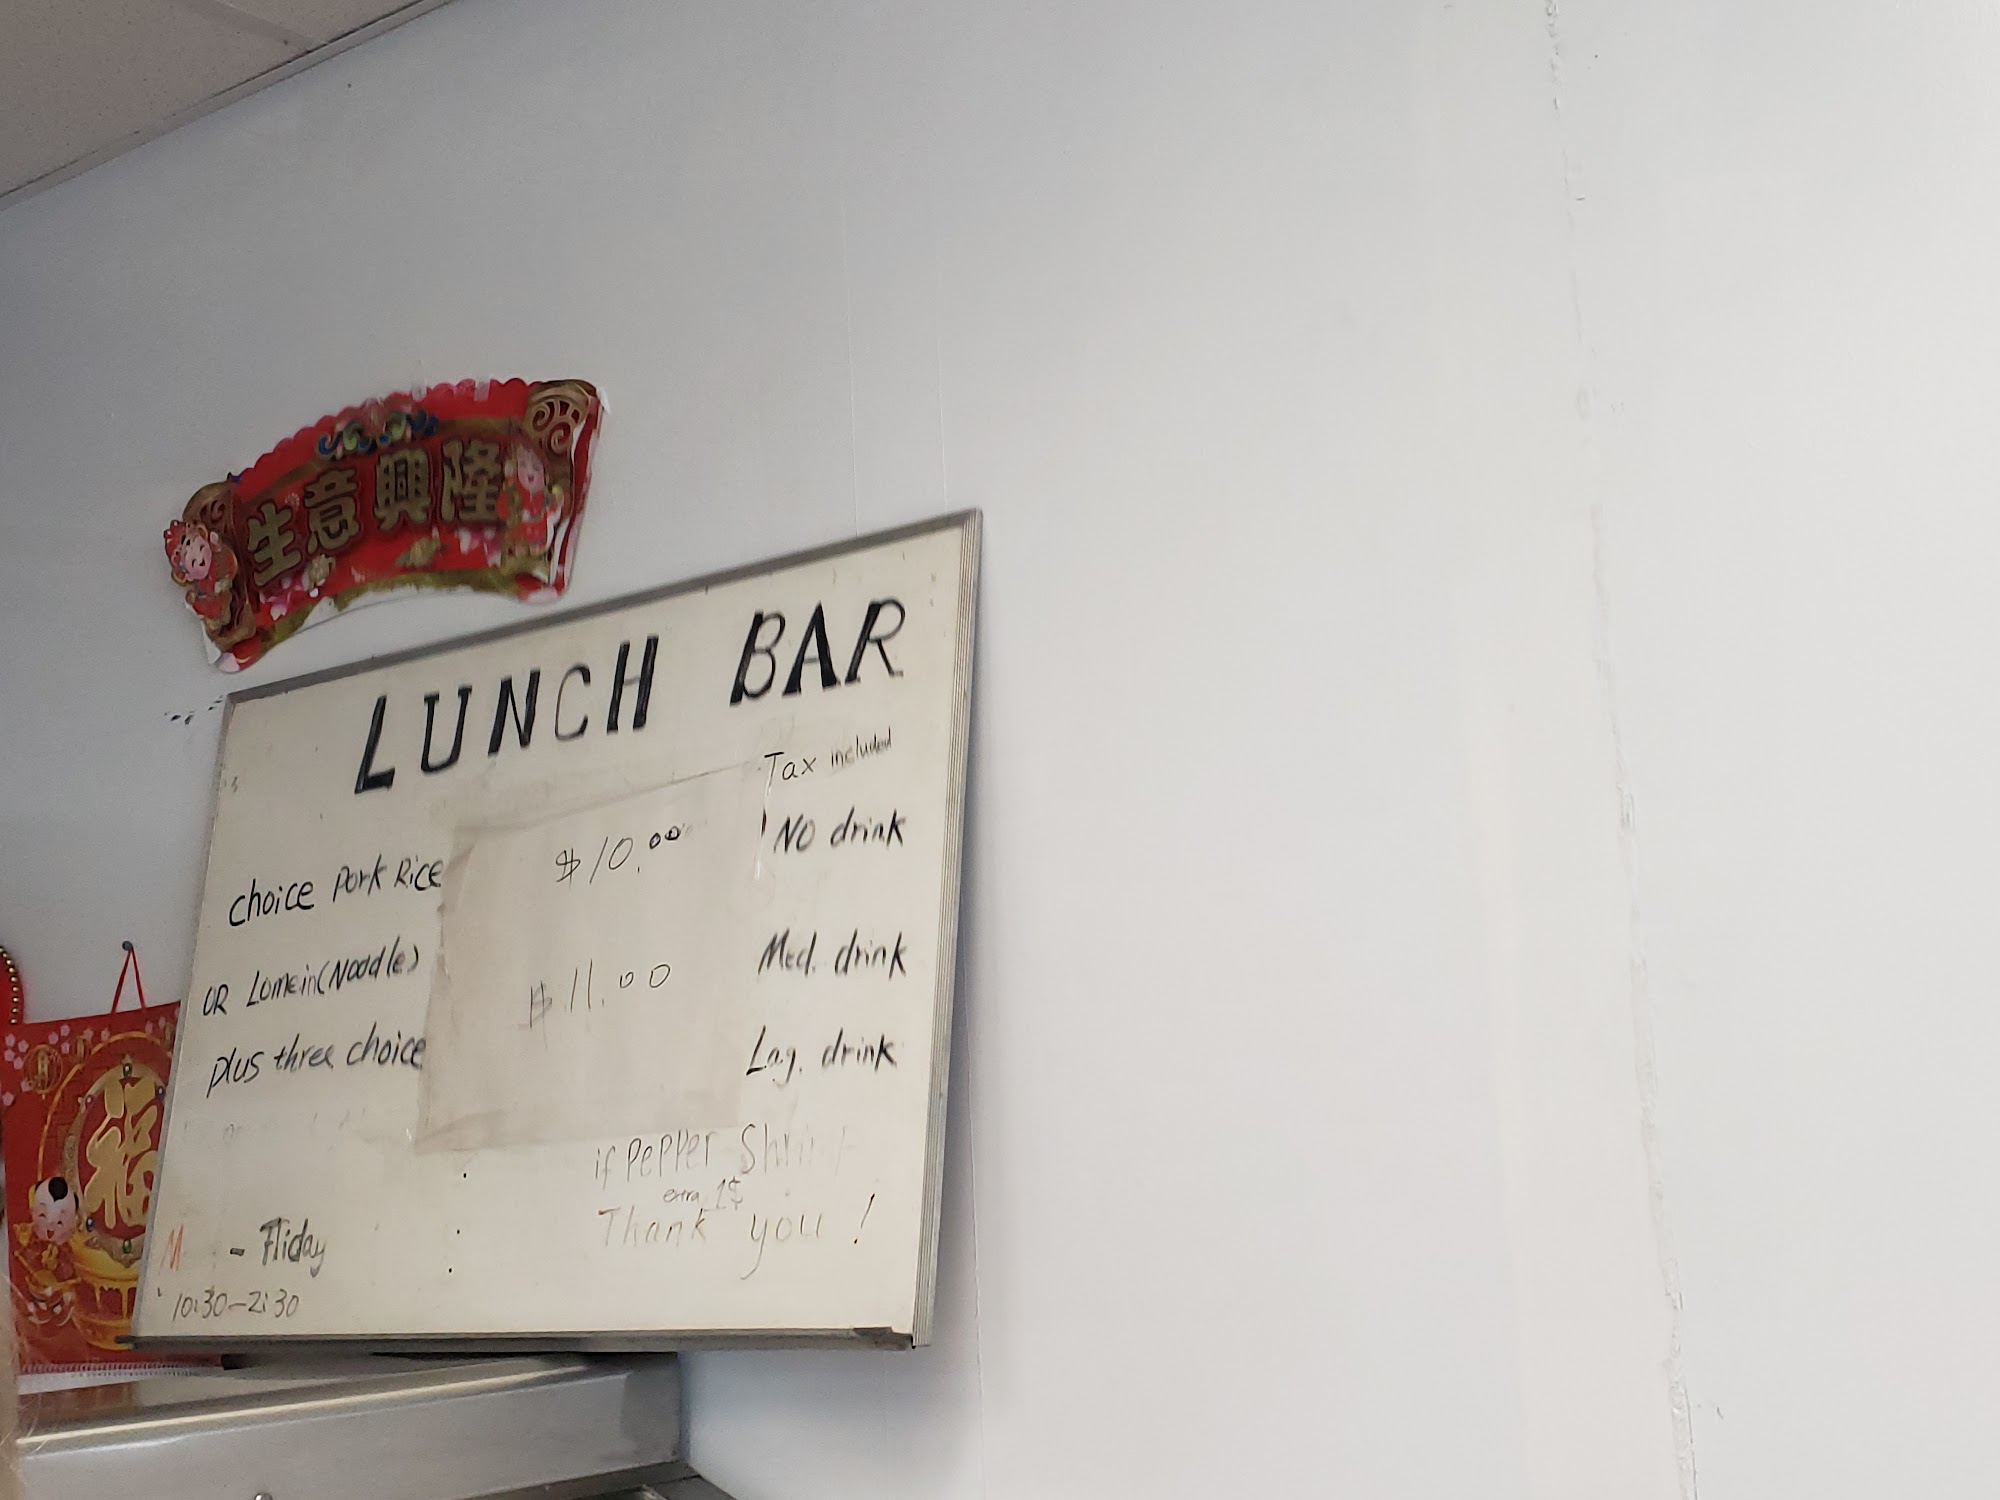 生意興隆
LUNCH BAR
Tax included
choice Pork Rice $10.00 NO drink
OR Lomein(Noodle) $11.00 Med. drink
plus three choice Lag. drink
if PePPer Shri
extra 1$
Thank you !
M - Fliday
10:30-2:30
福